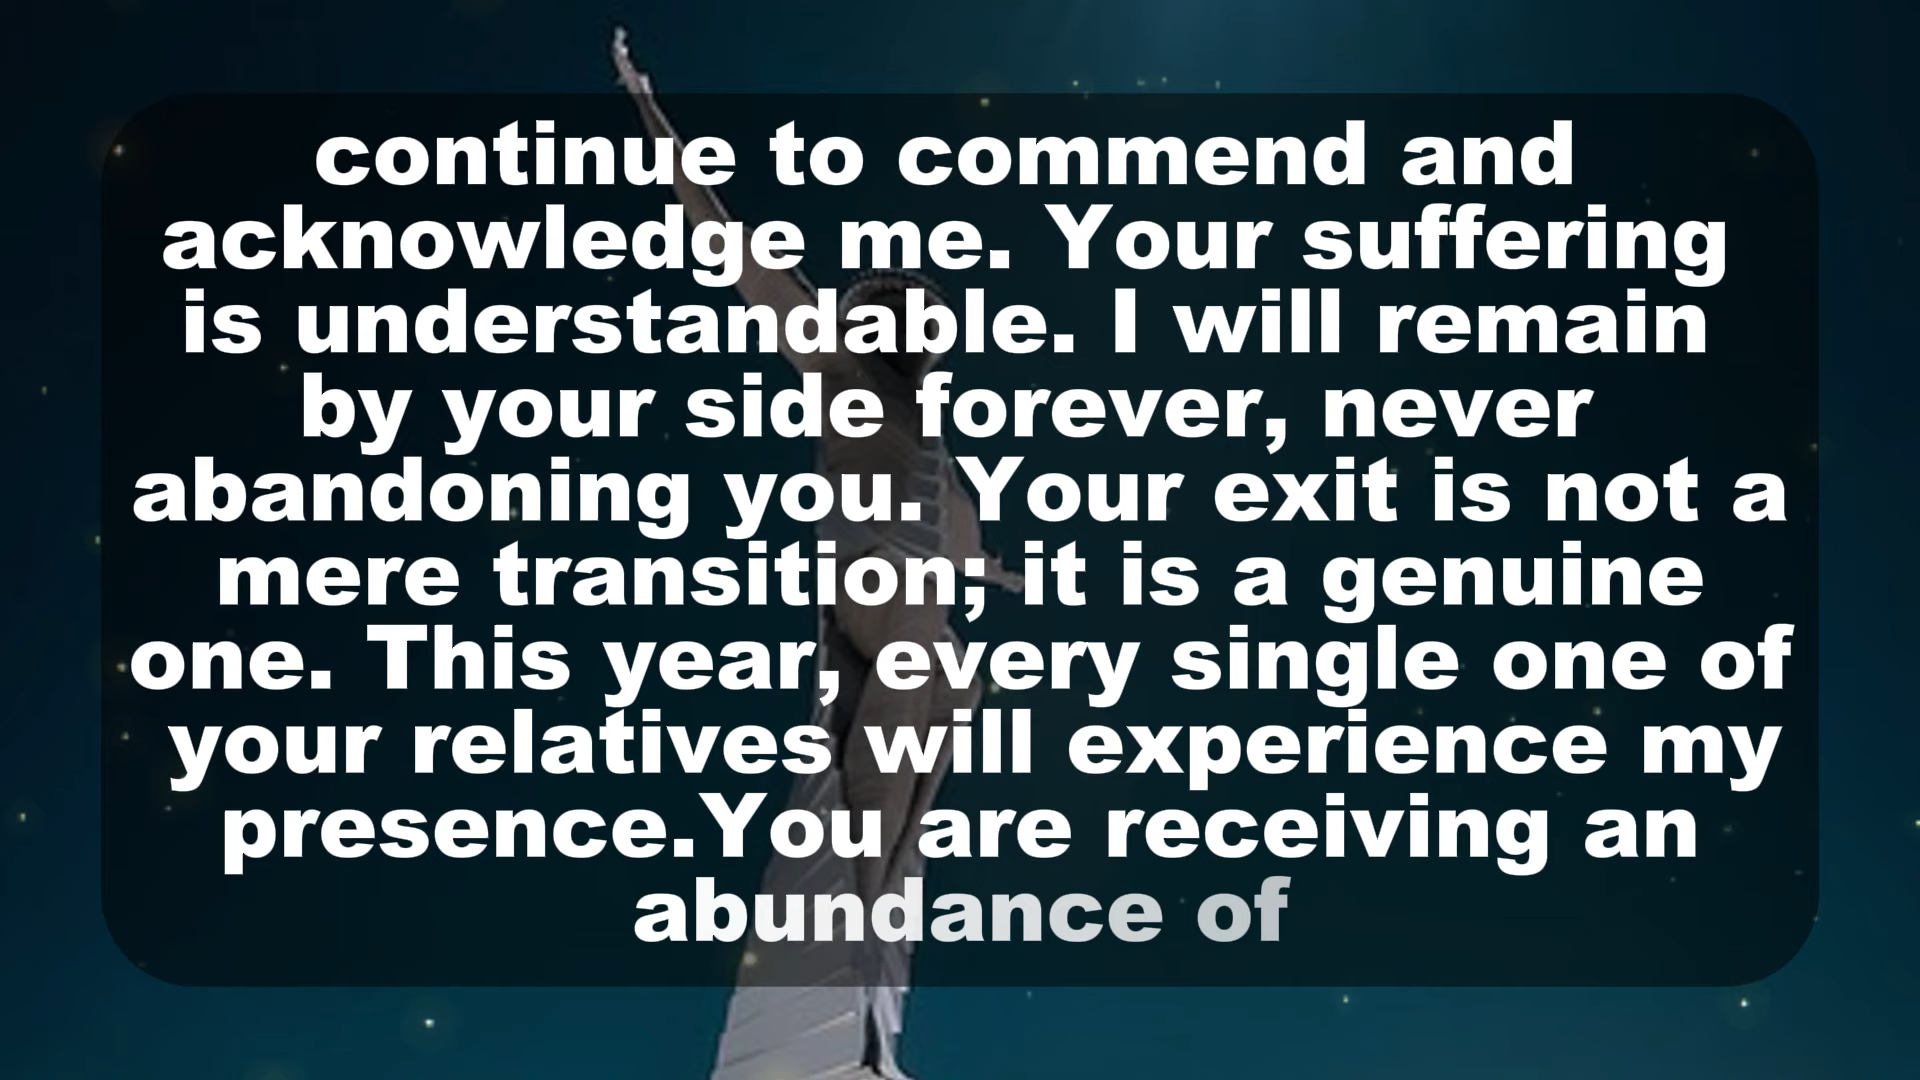 continue to commend and
acknowledge me. Your suffering
is understandable. I will remain
by your side forever, never
abandoning you. Your exit is not a
mere transition; it is a genuine
one. This year, every single one of
your relatives will experience my
presence.You are receiving an
abundance of